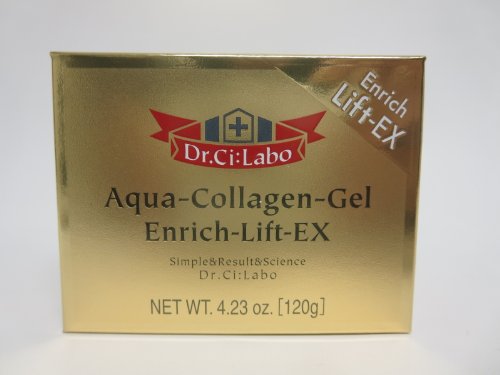 Enrich
Lift-EX
Dr.Ci:Labo
Aqua-Collagen-Gel
Enrich-Lift-EX
Simple&Result&Science
Dr.Ci:Labo
NET WT. 4.23 oz. [120g]